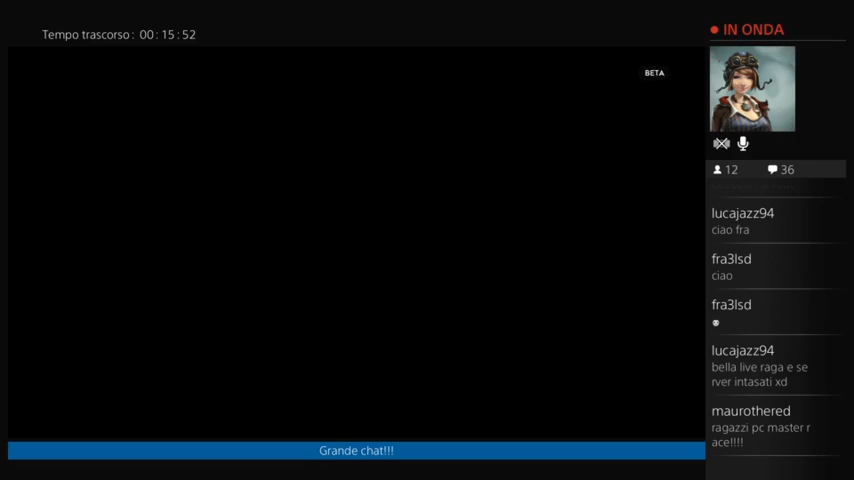 Tempo trascorso: 00:15:52
IN ONDA
BETA
12 36
lucajazz94
ciao fra
fra3lsd
ciao
fra3lsd
lucajazz94
bella live raga e se
rver intasati xd
maurothered
ragazzi pc master r
ace!!!!
Grande chat!!!